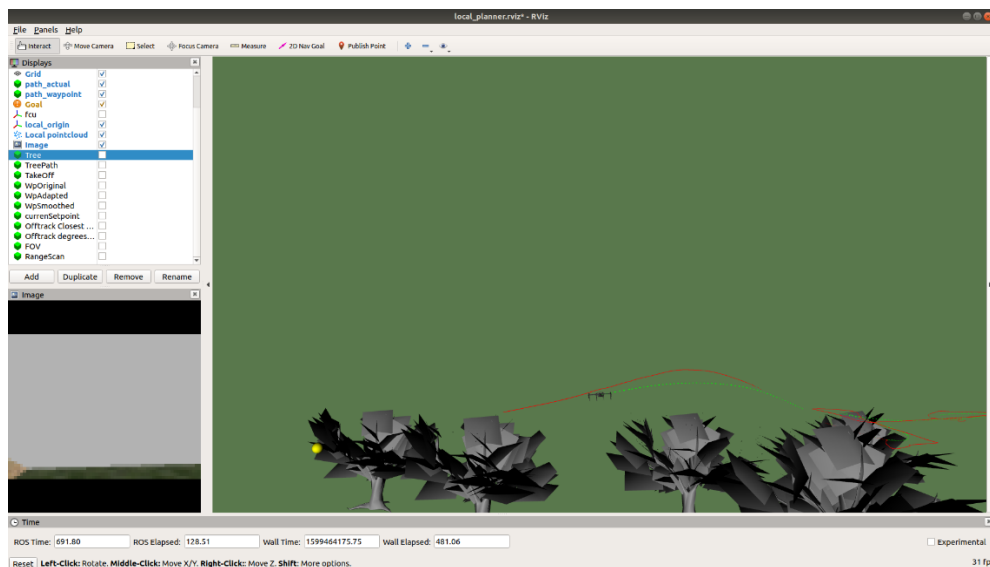 local_planner.rviz* - RViz
File Panels Help
Interact Move Camera Select Focus Camera Measure 2D Nav Goal Publish Point
Displays
Grid
path_actual
path_waypoint
Goal
fcu
local_origin
Local pointcloud
Image
Tree
TreePath
TakeOff
WpOriginal
WpAdapted
WpSmoothed
currenSetpoint
Offtrack Closest ...
Offtrack degrees...
FOV
RangeScan
Add Duplicate Remove Rename
Image
Time
ROS Time: 691.80 ROS Elapsed: 128.51 Wall Time: 1599464175.75 Wall Elapsed: 481.06 Experimental
Reset Left-Click: Rotate. Middle-Click: Move X/Y. Right-Click:: Move Z. Shift: More options. 31 fp